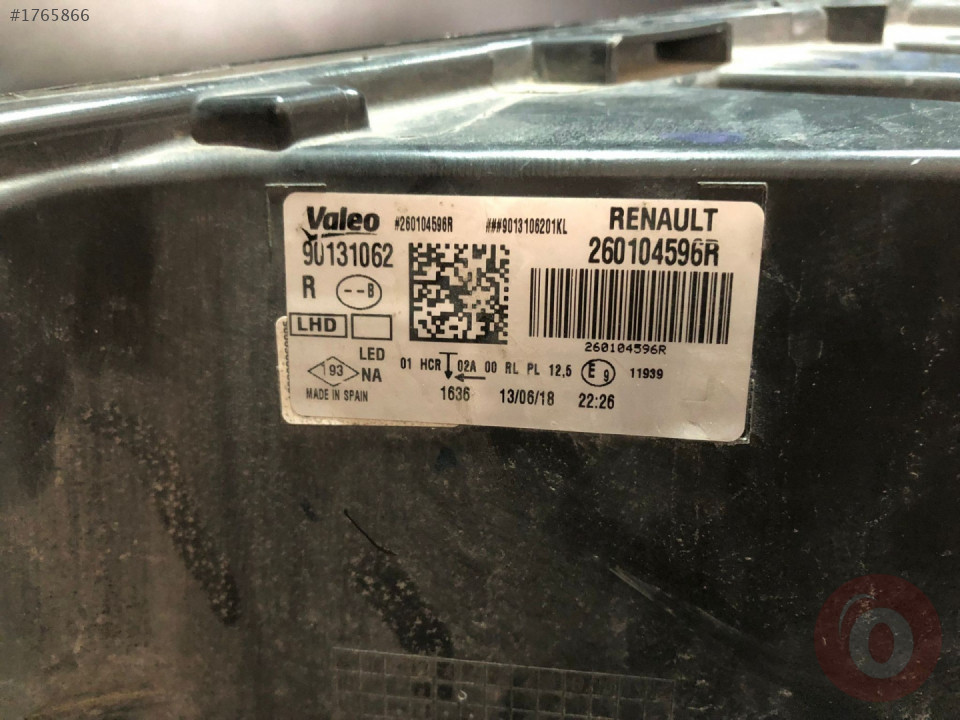 #1765866
Valeo #260104596R ###9013106201KL RENAULT
90131062 260104596R
R --B
LHD
260104596R
LED 01 HCR 02A 00 RL PL 12,5 E9 11939
193 NA
MADE IN SPAIN 1636 13/06/18 22:26